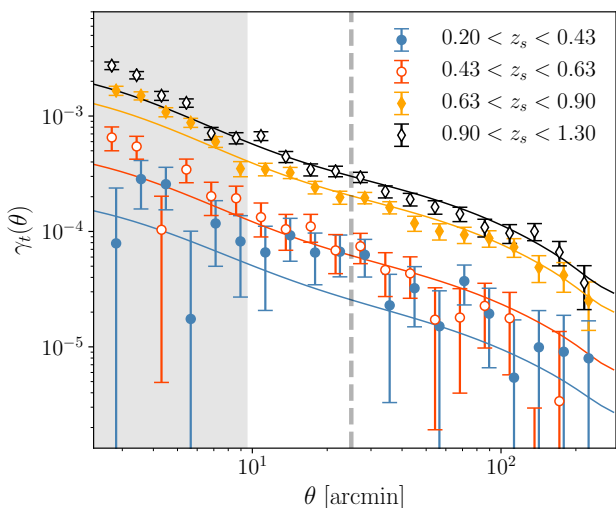 0.20 < z_s < 0.43
0.43 < z_s < 0.63
0.63 < z_s < 0.90
0.90 < z_s < 1.30
10^{-3}
10^{-4}
10^{-5}
γ_t(θ)
10^1
10^2
θ [arcmin]